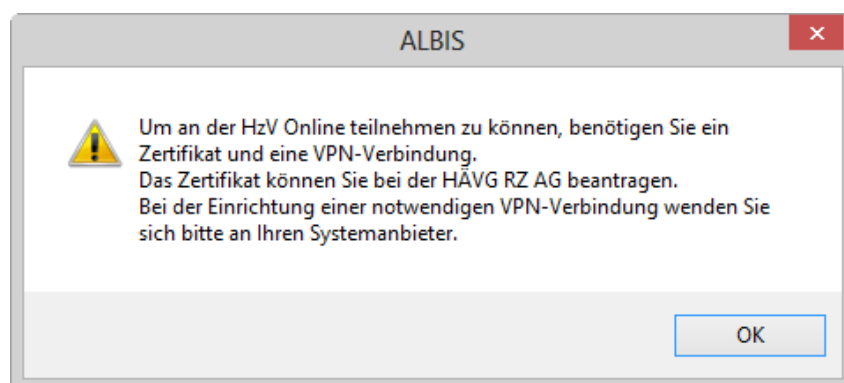 ALBIS
Um an der HzV Online teilnehmen zu können, benötigen Sie ein
Zertifikat und eine VPN-Verbindung.
Das Zertifikat können Sie bei der HÄVG RZ AG beantragen.
Bei der Einrichtung einer notwendigen VPN-Verbindung wenden Sie
sich bitte an Ihren Systemanbieter.
OK